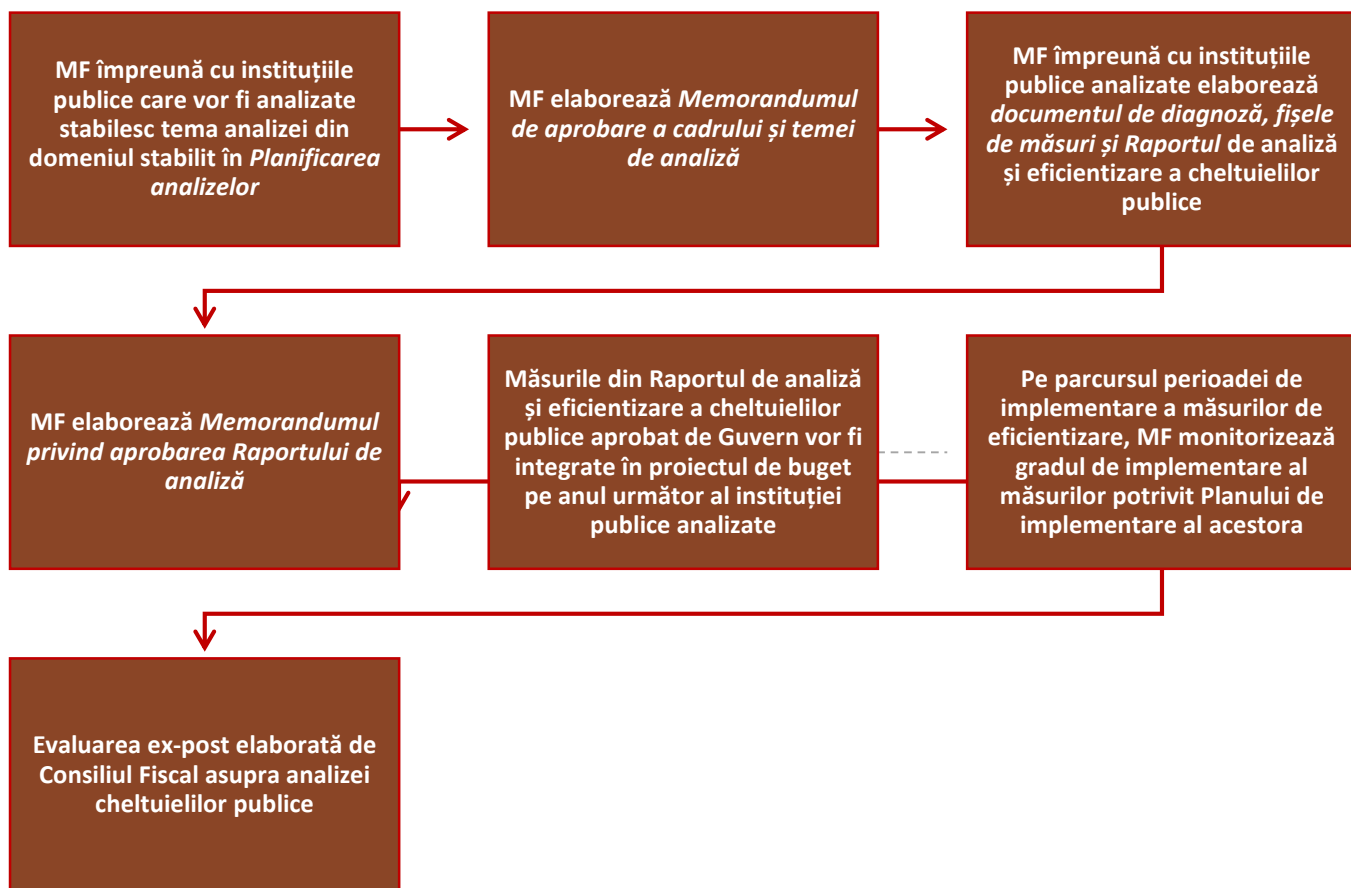 MF împreună cu instituțiile
publice care vor fi analizate
stabilesc tema analizei din
domeniul stabilit în Planificarea
analizelor
MF elaborează Memorandumul
de aprobare a cadrului și temei
de analiză
MF împreună cu instituțiile
publice analizate elaborează
documentul de diagnoză, fișele
de măsuri și Raportul de analiză
și eficientizare a cheltuielilor
publice
MF elaborează Memorandumul
privind aprobarea Raportului de
analiză
Măsurile din Raportul de analiză
și eficientizare a cheltuielilor
publice aprobat de Guvern vor fi
integrate în proiectul de buget
pe anul următor al instituției
publice analizate
Pe parcursul perioadei de
implementare a măsurilor de
eficientizare, MF monitorizează
gradul de implementare al
măsurilor potrivit Planului de
implementare al acestora
Evaluarea ex-post elaborată de
Consiliul Fiscal asupra analizei
cheltuielilor publice